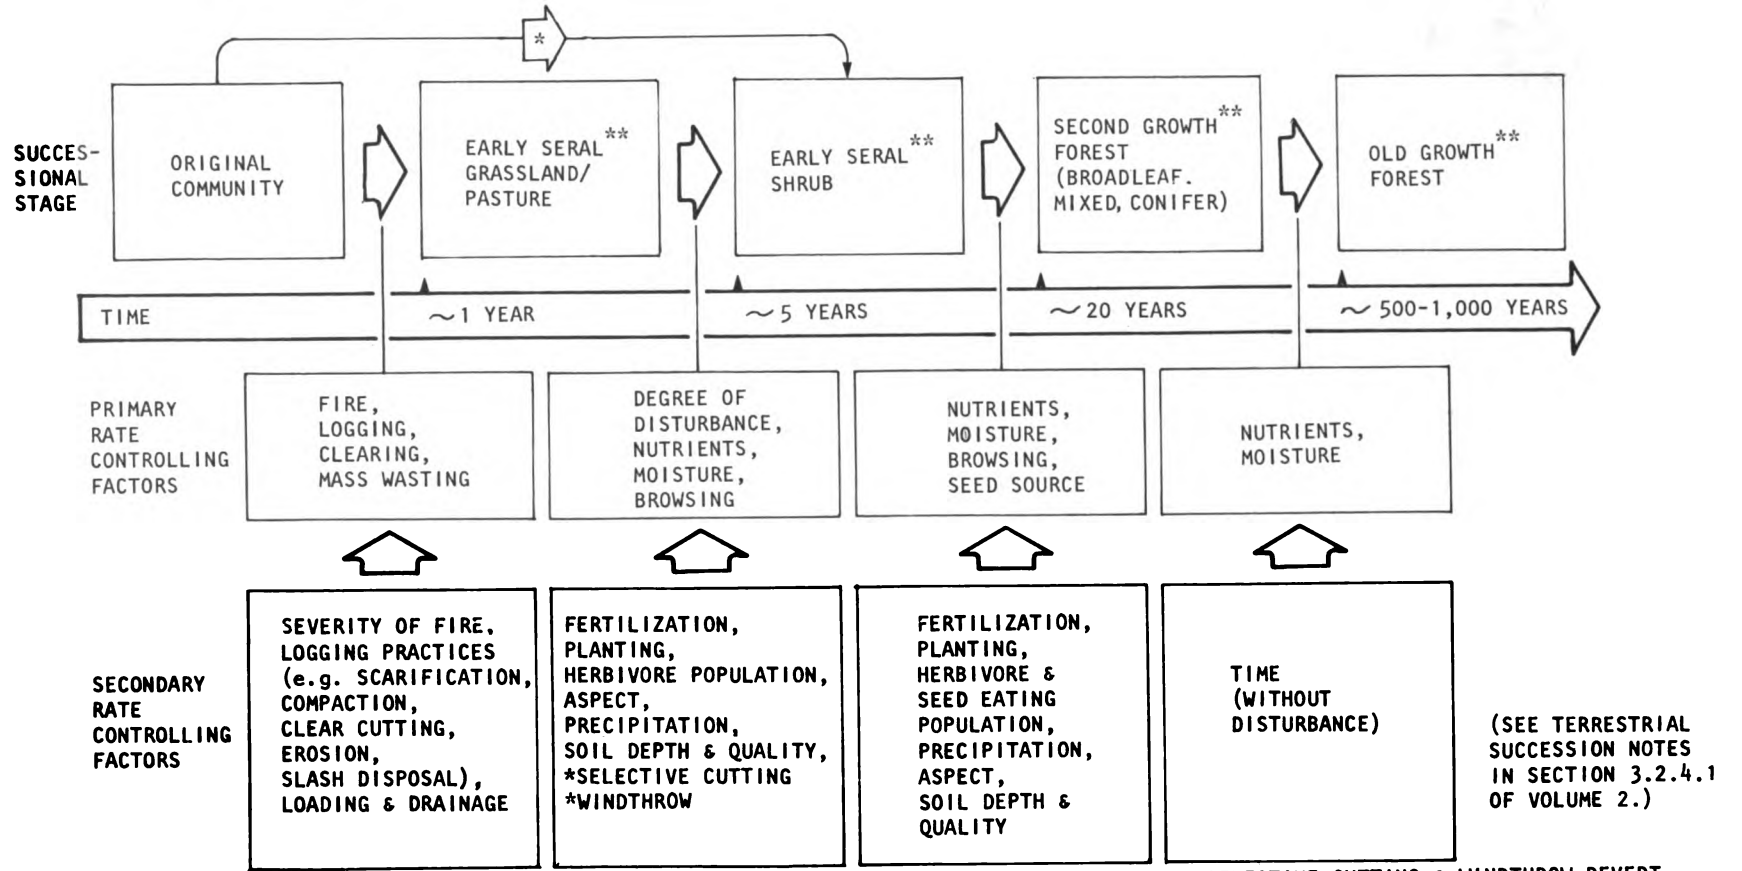 *
SUCCES-
SIONAL
STAGE
ORIGINAL
COMMUNITY
EARLY SERAL**
GRASSLAND/
PASTURE
EARLY SERAL**
SHRUB
SECOND GROWTH**
FOREST
(BROADLEAF.
MIXED, CONIFER)
OLD GROWTH**
FOREST
TIME
~1 YEAR
~5 YEARS
~20 YEARS
~500-1,000 YEARS
PRIMARY
RATE
CONTROLLING
FACTORS
FIRE,
LOGGING,
CLEARING,
MASS WASTING
DEGREE OF
DISTURBANCE,
NUTRIENTS,
MOISTURE,
BROWSING
NUTRIENTS,
MOISTURE,
BROWSING,
SEED SOURCE
NUTRIENTS,
MOISTURE
SECONDARY
RATE
CONTROLLING
FACTORS
SEVERITY OF FIRE,
LOGGING PRACTICES
(e.g. SCARIFICATION,
COMPACTION,
CLEAR CUTTING,
EROSION,
SLASH DISPOSAL),
LOADING & DRAINAGE
FERTILIZATION,
PLANTING,
HERBIVORE POPULATION,
ASPECT,
PRECIPITATION,
SOIL DEPTH & QUALITY,
*SELECTIVE CUTTING
*WINDTHROW
FERTILIZATION,
PLANTING,
HERBIVORE &
SEED EATING
POPULATION,
PRECIPITATION,
ASPECT,
SOIL DEPTH &
QUALITY
TIME
(WITHOUT
DISTURBANCE)
(SEE TERRESTRIAL
SUCCESSION NOTES
IN SECTION 3.2.4.1
OF VOLUME 2.)
CUTTING & WINDTHROW REVERT